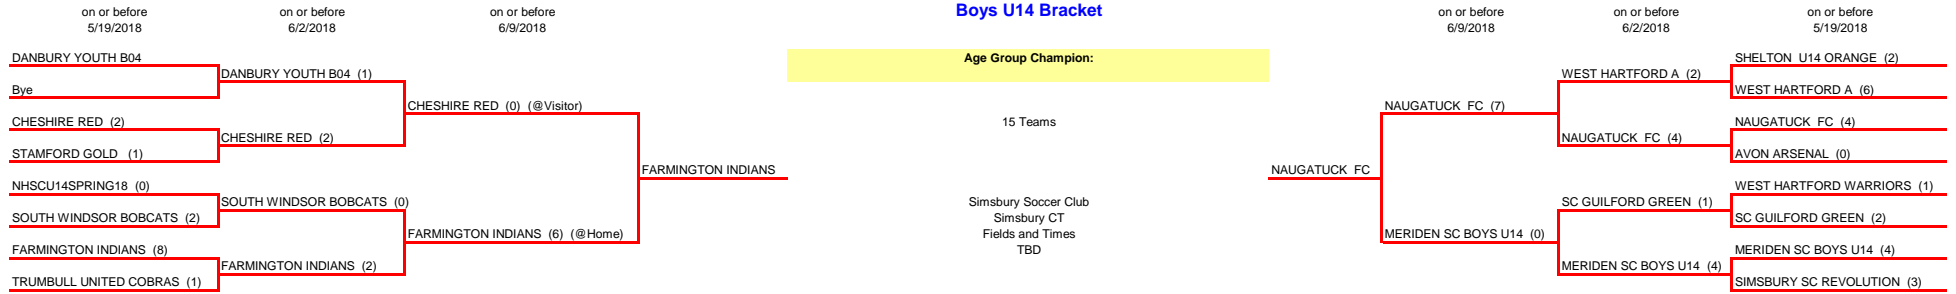 Boys U14 Bracket
on or before
5/19/2018
on or before
6/2/2018
on or before
6/9/2018
on or before
6/9/2018
on or before
6/2/2018
on or before
5/19/2018
DANBURY YOUTH B04
Bye
CHESHIRE RED (2)
STAMFORD GOLD (1)
NHSCU14SPRING18 (0)
SOUTH WINDSOR BOBCATS (2)
FARMINGTON INDIANS (8)
TRUMBULL UNITED COBRAS (1)
DANBURY YOUTH B04 (1)
CHESHIRE RED (2)
SOUTH WINDSOR BOBCATS (0)
FARMINGTON INDIANS (2)
CHESHIRE RED (0) (@Visitor)
FARMINGTON INDIANS (6) (@Home)
FARMINGTON INDIANS
Age Group Champion:
15 Teams
Simsbury Soccer Club
Simsbury CT
Fields and Times
TBD
NAUGATUCK FC
NAUGATUCK FC (7)
MERIDEN SC BOYS U14 (0)
WEST HARTFORD A (2)
NAUGATUCK FC (4)
SC GUILFORD GREEN (1)
MERIDEN SC BOYS U14 (4)
SHELTON U14 ORANGE (2)
WEST HARTFORD A (6)
NAUGATUCK FC (4)
AVON ARSENAL (0)
WEST HARTFORD WARRIORS (1)
SC GUILFORD GREEN (2)
MERIDEN SC BOYS U14 (4)
SIMSBURY SC REVOLUTION (3)